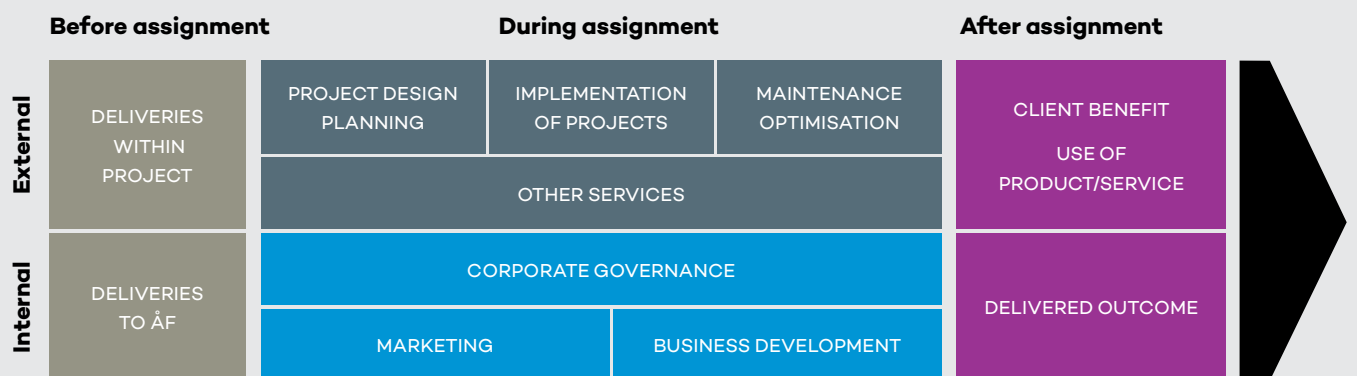 Before assignment
During assignment
After assignment
External
DELIVERIES
WITHIN
PROJECT
PROJECT DESIGN
PLANNING
IMPLEMENTATION
OF PROJECTS
MAINTENANCE
OPTIMISATION
OTHER SERVICES
CLIENT BENEFIT
USE OF
PRODUCT/SERVICE
Internal
DELIVERIES
TO ÅF
CORPORATE GOVERNANCE
MARKETING
BUSINESS DEVELOPMENT
DELIVERED OUTCOME